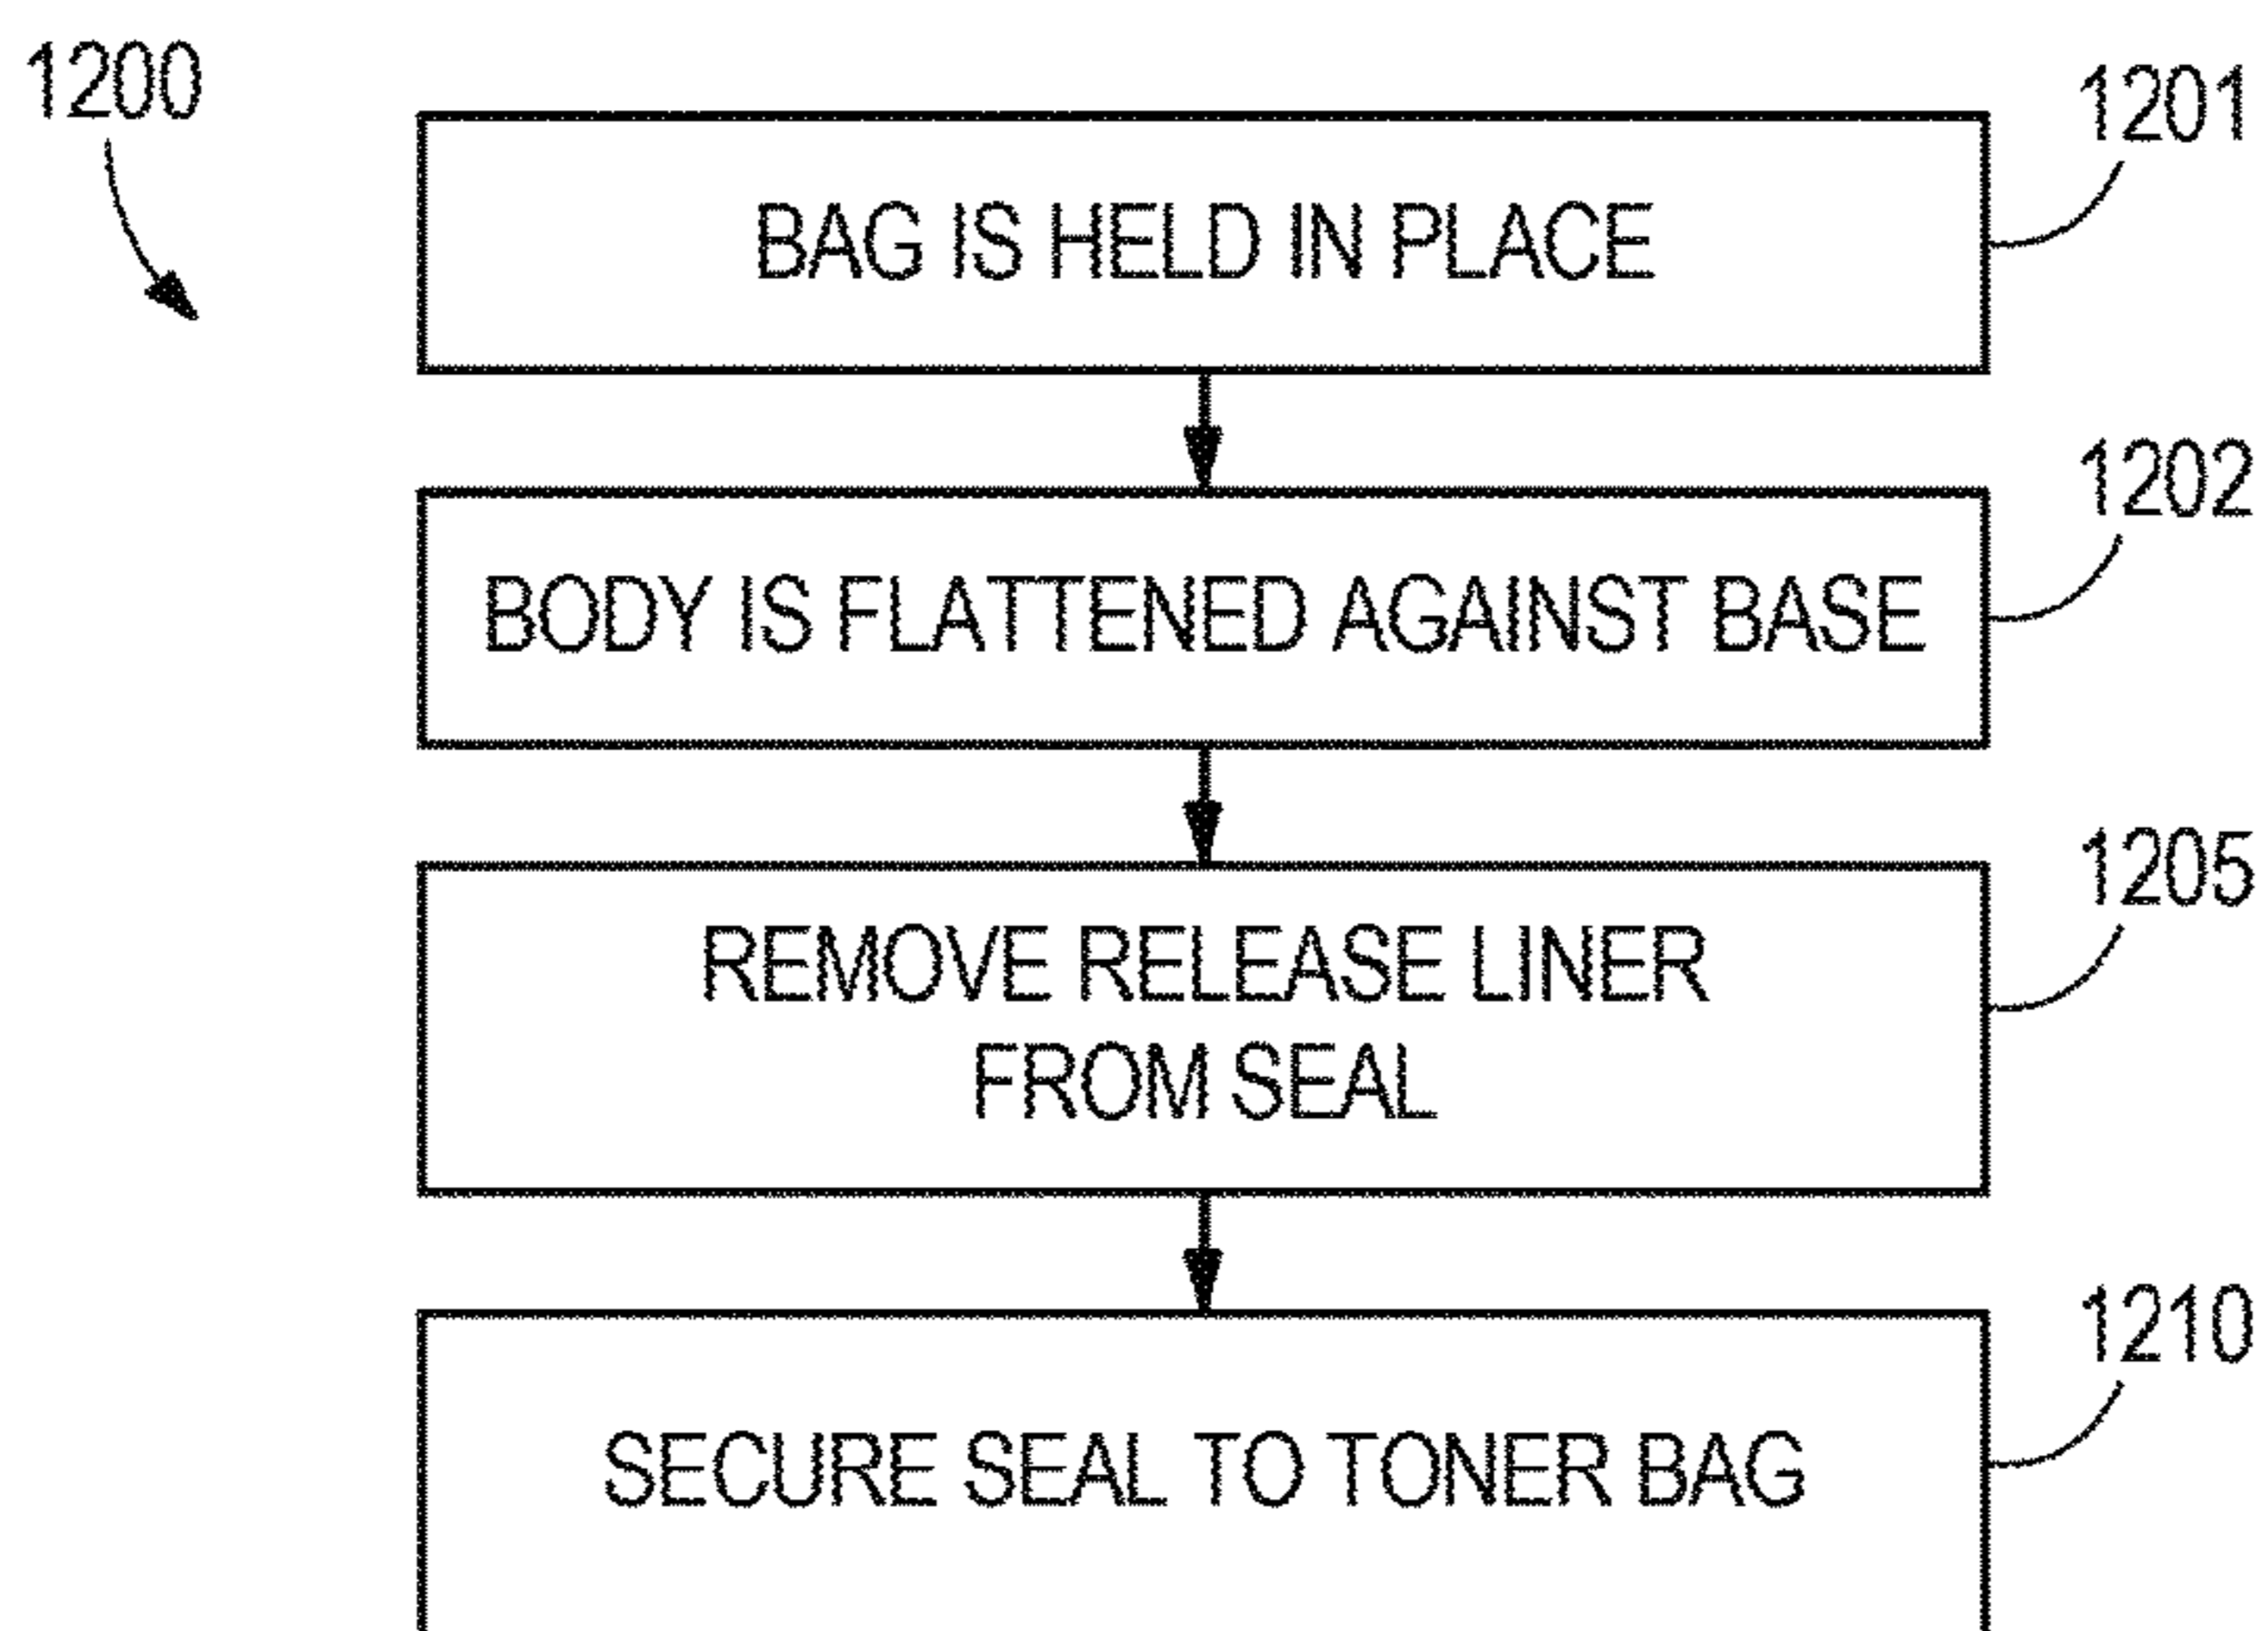 1200
1201
BAG IS HELD IN PLACE
1202
BODY IS FLATTENED AGAINST BASE
1205
REMOVE RELEASE LINER
FROM SEAL
1210
SECURE SEAL TO TONER BAG